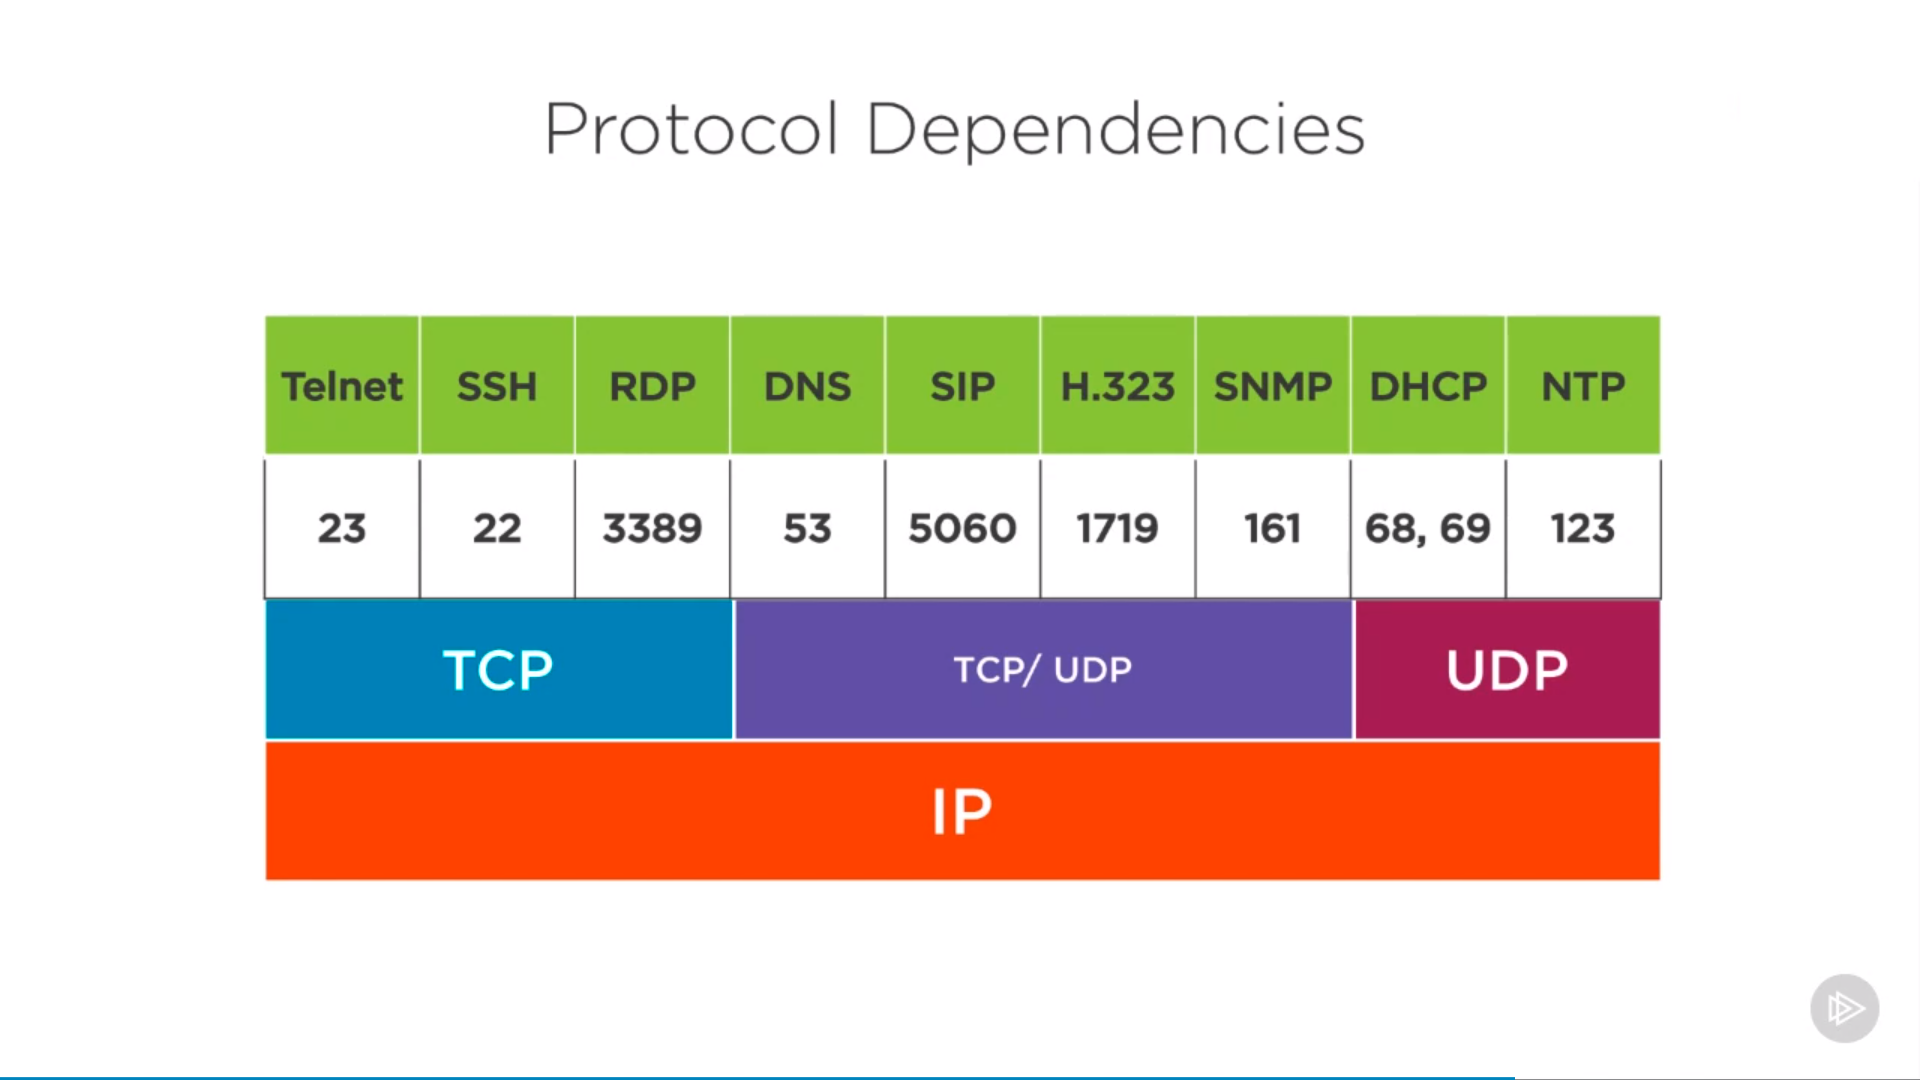 Protocol Dependencies
Telnet SSH RDP DNS SIP H.323 SNMP DHCP NTP
23 22 3389 53 5060 1719 161 68, 69 123
TCP TCP/ UDP UDP
IP